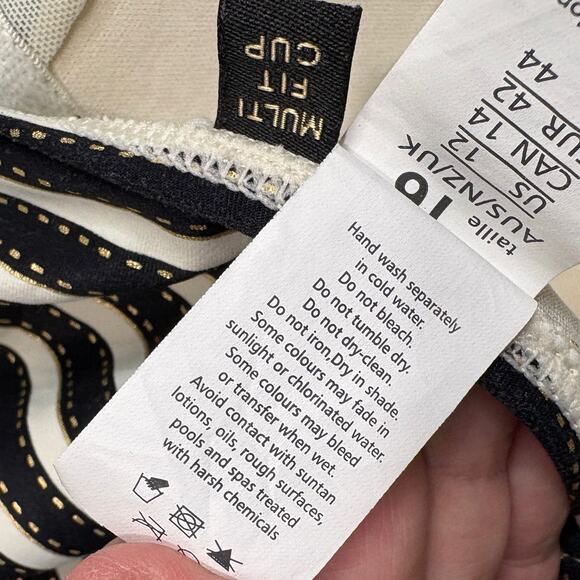 MULTI
FIT
CUP
taille 16
AUS/NZ/UK
US 12
CAN 14
EUR 42
44
Hand wash separately
in cold water.
Do not bleach.
Do not tumble dry.
Do not dry-clean.
Do not iron,Dry in shade.
Some colours may fade in
sunlight or chlorinated water.
Some colours may bleed
or transfer when wet.
Avoid contact with suntan
lotions, oils, rough surfaces,
pools and spas treated
with harsh chemicals